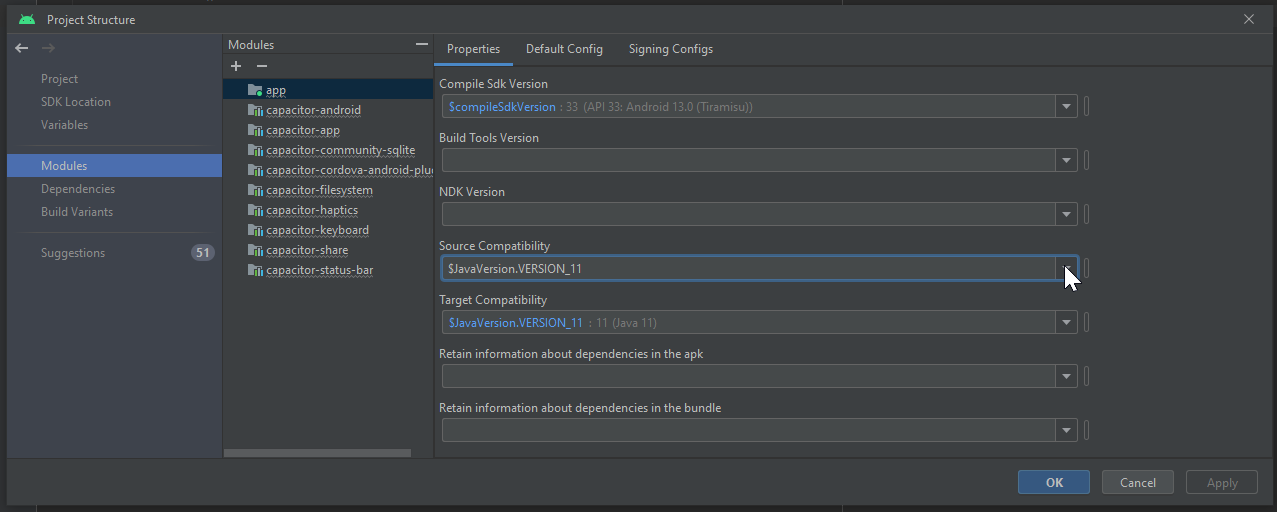 Project Structure
Project
SDK Location
Variables
Modules
Dependencies
Build Variants
Suggestions 51
Modules
app
capacitor-android
capacitor-app
capacitor-community-sqlite
capacitor-cordova-android-plu
capacitor-filesystem
capacitor-haptics
capacitor-keyboard
capacitor-share
capacitor-status-bar
Properties Default Config Signing Configs
Compile Sdk Version
$compileSdkVersion : 33 (API 33: Android 13.0 (Tiramisu))
Build Tools Version
NDK Version
Source Compatibility
$JavaVersion.VERSION_11
Target Compatibility
$JavaVersion.VERSION_11 : 11 (Java 11)
Retain information about dependencies in the apk
Retain information about dependencies in the bundle
OK Cancel Apply